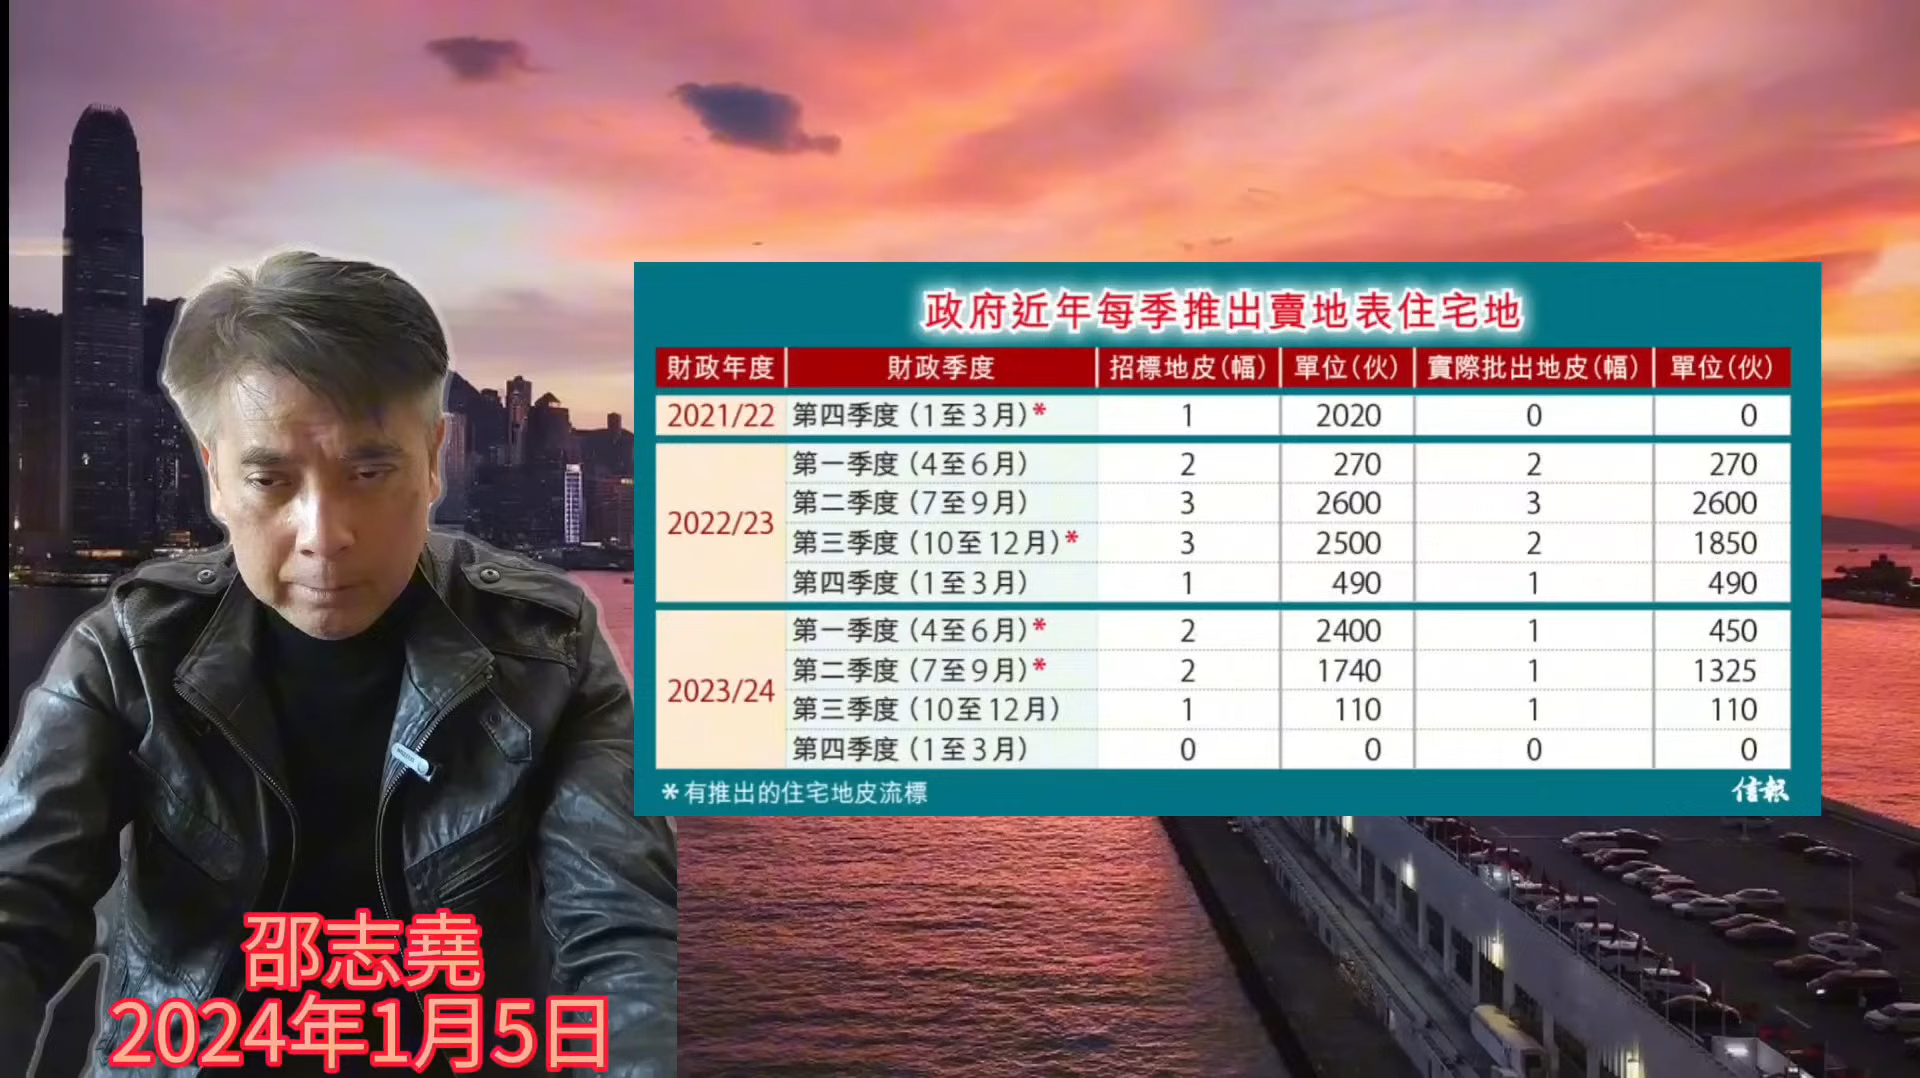 政府近年每季推出賣地表住宅地
財政年度 財政季度 招標地皮(幅) 單位(伙) 實際批出地皮(幅) 單位(伙)
2021/22 第四季度(1至3月)* 1 2020 0 0
2022/23
第一季度(4至6月) 2 270 2 270
第二季度(7至9月) 3 2600 3 2600
第三季度(10至12月)* 3 2500 2 1850
第四季度(1至3月) 1 490 1 490
2023/24
第一季度(4至6月)* 2 2400 1 450
第二季度(7至9月)* 2 1740 1 1325
第三季度(10至12月) 1 110 1 110
第四季度(1至3月) 0 0 0 0
*有推出的住宅地皮流標 信報
邵志堯
2024年1月5日